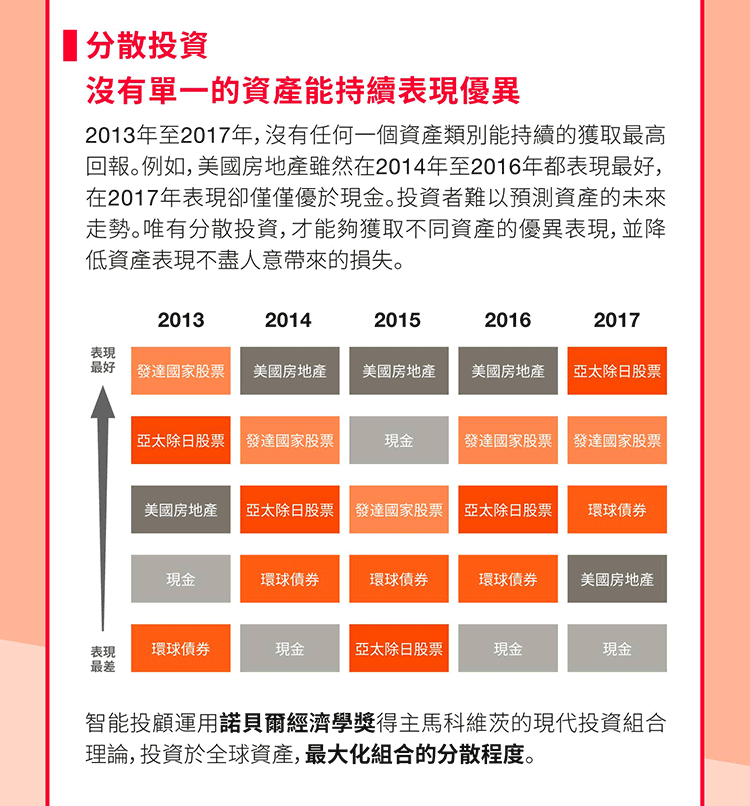 分散投資
沒有單一的資產能持續表現優異
2013年至2017年，沒有任何一個資產類別能持續的獲取最高
回報。例如，美國房地產雖然在2014年至2016年都表現最好，
在2017年表現卻僅僅優於現金。投資者難以預測資產的未來
走勢。唯有分散投資，才能夠獲取不同資產的優異表現，並降
低資產表現不盡人意帶來的損失。
2013 2014 2015 2016 2017
表現
最好
發達國家股票 美國房地產 美國房地產 美國房地產 亞太除日股票
亞太除日股票 發達國家股票 現金 發達國家股票 發達國家股票
美國房地產 亞太除日股票 發達國家股票 亞太除日股票 環球債券
現金 環球債券 環球債券 環球債券 美國房地產
環球債券 現金 亞太除日股票 現金 現金
表現
最差
智能投顧運用諾貝爾經濟學獎得主馬科維茨的現代投資組合
理論，投資於全球資產，最大化組合的分散程度。